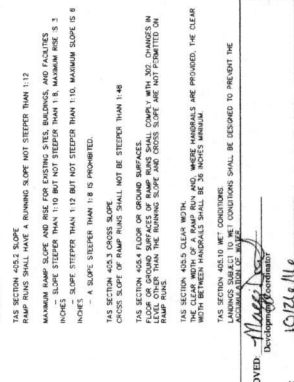 TAS SECTION 405.2 SLOPE
RAMP RUNS SHALL HAVE A RUNNING SLOPE NOT STEEPER THAN 1:12
MAXIMUM RAMP SLOPE AND RISE FOR EXISTING SITES, BUILDINGS, AND FACILITIES
- SLOPE STEEPER THAN 1:10 BUT NOT STEEPER THAN 1:8, MAXIMUM RISE IS 3
INCHES
- SLOPE STEEPER THAN 1:12 BUT NOT STEEPER THAN 1:10, MAXIMUM SLOPE IS 6
INCHES
- A SLOPE STEEPER THAN 1:8 IS PROHIBITED.
TAS SECTION 405.3 CROSS SLOPE
CROSS SLOPE OF RAMP RUNS SHALL NOT BE STEEPER THAN 1:48
TAS SECTION 405.4 FLOOR OR GROUND SURFACES.
FLOOR OR GROUND SURFACES OF RAMP RUNS SHALL COMPLY WITH 302. CHANGES IN
LEVEL OTHER THAN THE RUNNING SLOPE AND CROSS SLOPE ARE NOT PERMITTED ON
RAMP RUNS.
TAS SECTION 405.5 CLEAR WIDTH.
THE CLEAR WIDTH OF A RAMP RUN AND, WHERE HANDRAILS ARE PROVIDED, THE CLEAR
WIDTH BETWEEN HANDRAILS SHALL BE 36 INCHES MINIMUM.
TAS SECTION 405.10 WET CONDITIONS.
LANDINGS SUBJECT TO WET CONDITIONS SHALL BE DESIGNED TO PREVENT THE
ACCUMULATION OF WATER.
OVED
Development Coordinator